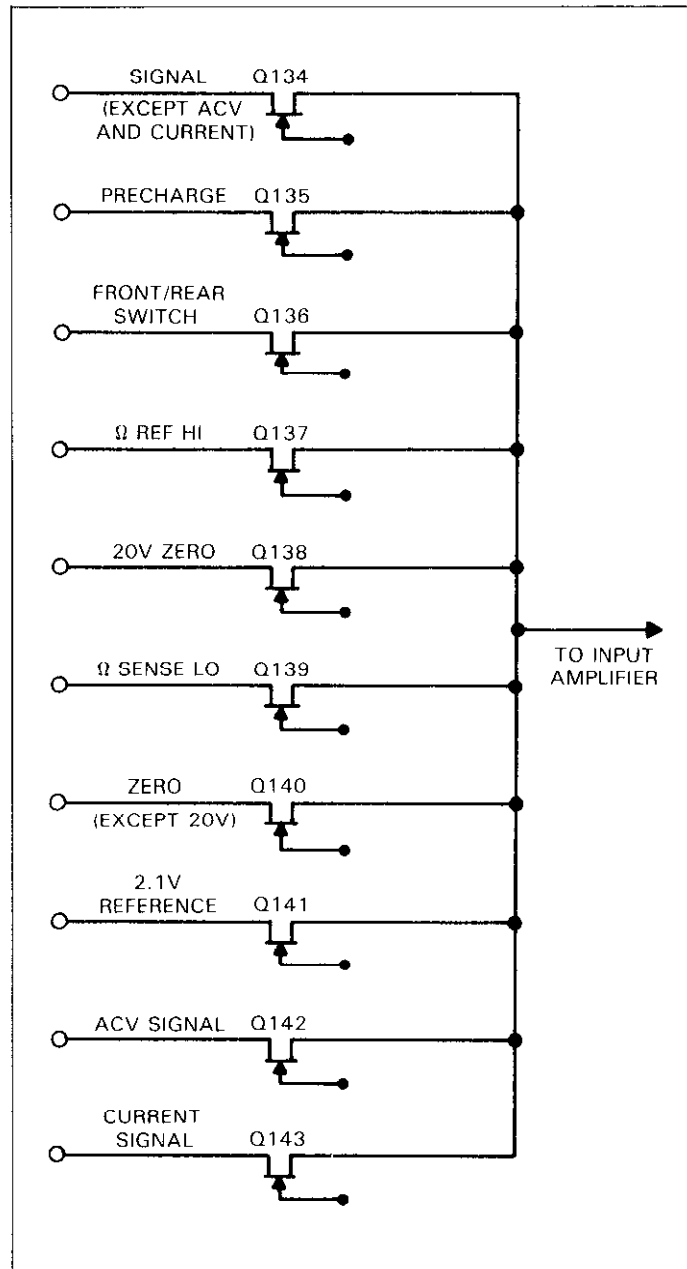 SIGNAL Q134
(EXCEPT ACV
AND CURRENT)
PRECHARGE Q135
FRONT/REAR
SWITCH Q136
Ω REF HI Q137
20V ZERO Q138
TO INPUT
AMPLIFIER
Ω SENSE LO Q139
ZERO Q140
(EXCEPT 20V)
2.1V
REFERENCE Q141
ACV SIGNAL Q142
CURRENT
SIGNAL Q143